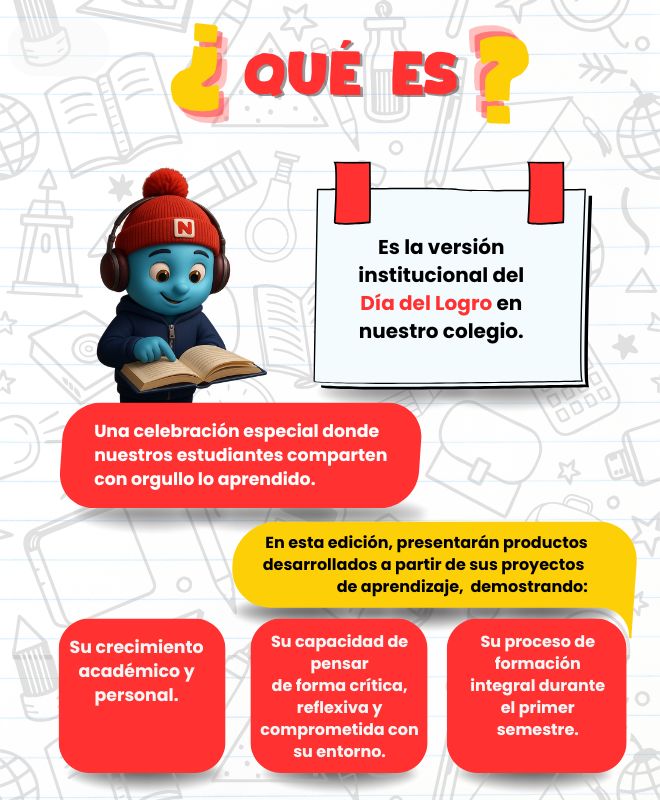 ¿QUÉ ES?
N
Es la versión
institucional del
Día del Logro en
nuestro colegio.
Una celebración especial donde
nuestros estudiantes comparten
con orgullo lo aprendido.
En esta edición, presentarán productos
desarrollados a partir de sus proyectos
de aprendizaje, demostrando:
Su crecimiento
académico y
personal.
Su capacidad de
pensar
de forma crítica,
reflexiva y
comprometida con
su entorno.
Su proceso de
formación
integral durante
el primer
semestre.